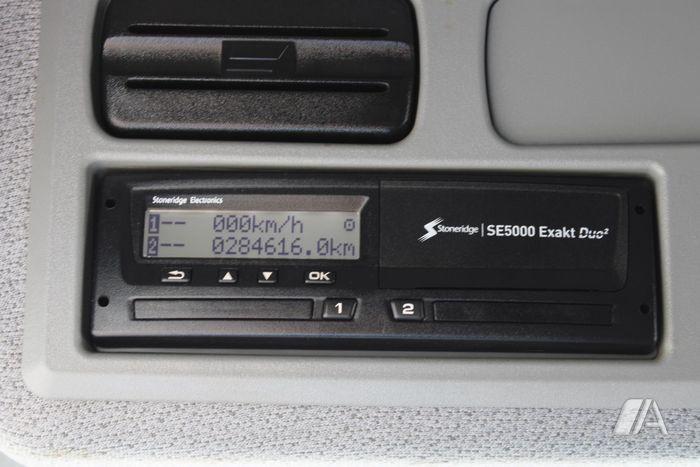 Stoneridge Electronics
1-- 000km/h
2-- 0284616.0km
OK
Stoneridge | SE5000 Exakt Duo²
1
2
A